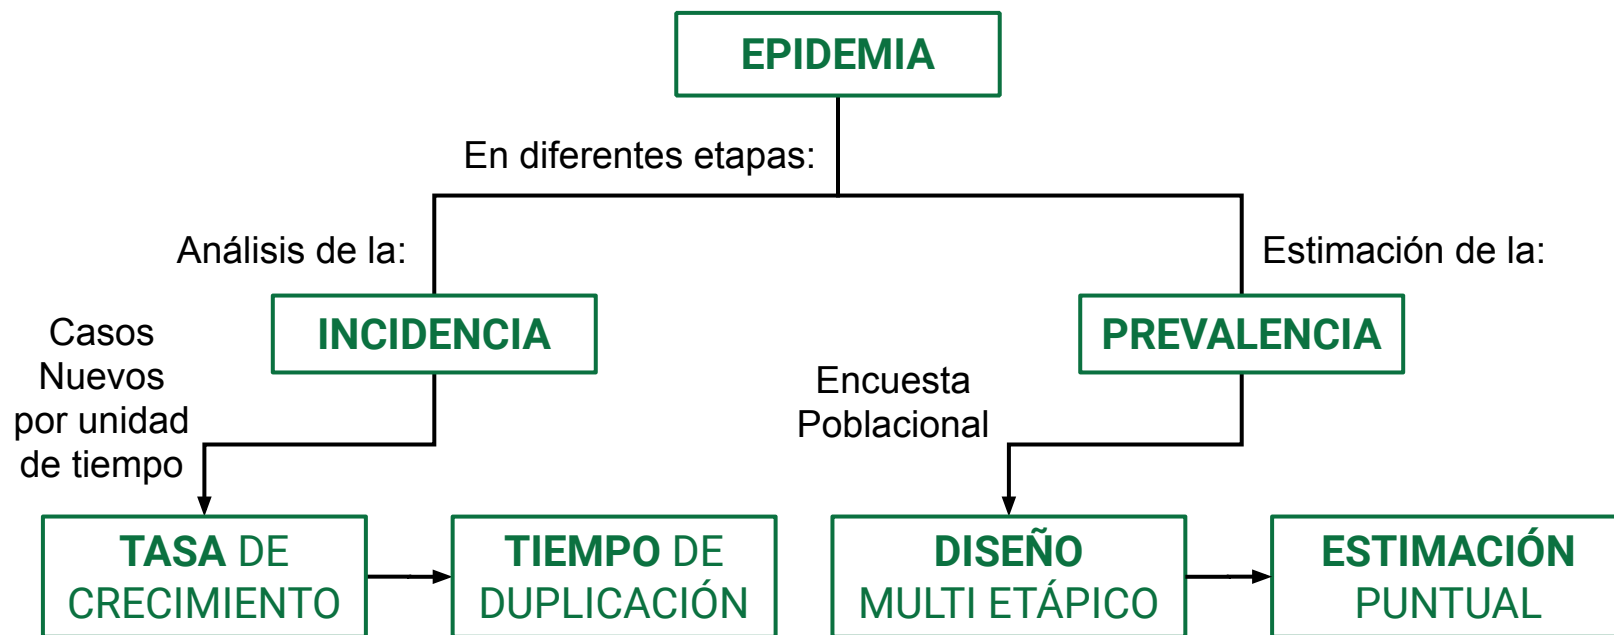 EPIDEMIA
En diferentes etapas:
Análisis de la:
Estimación de la:
INCIDENCIA
PREVALENCIA
Casos
Nuevos
por unidad
de tiempo
Encuesta
Poblacional
TASA DE
CRECIMIENTO
TIEMPO DE
DUPLICACIÓN
DISEÑO
MULTI ETÁPICO
ESTIMACIÓN
PUNTUAL